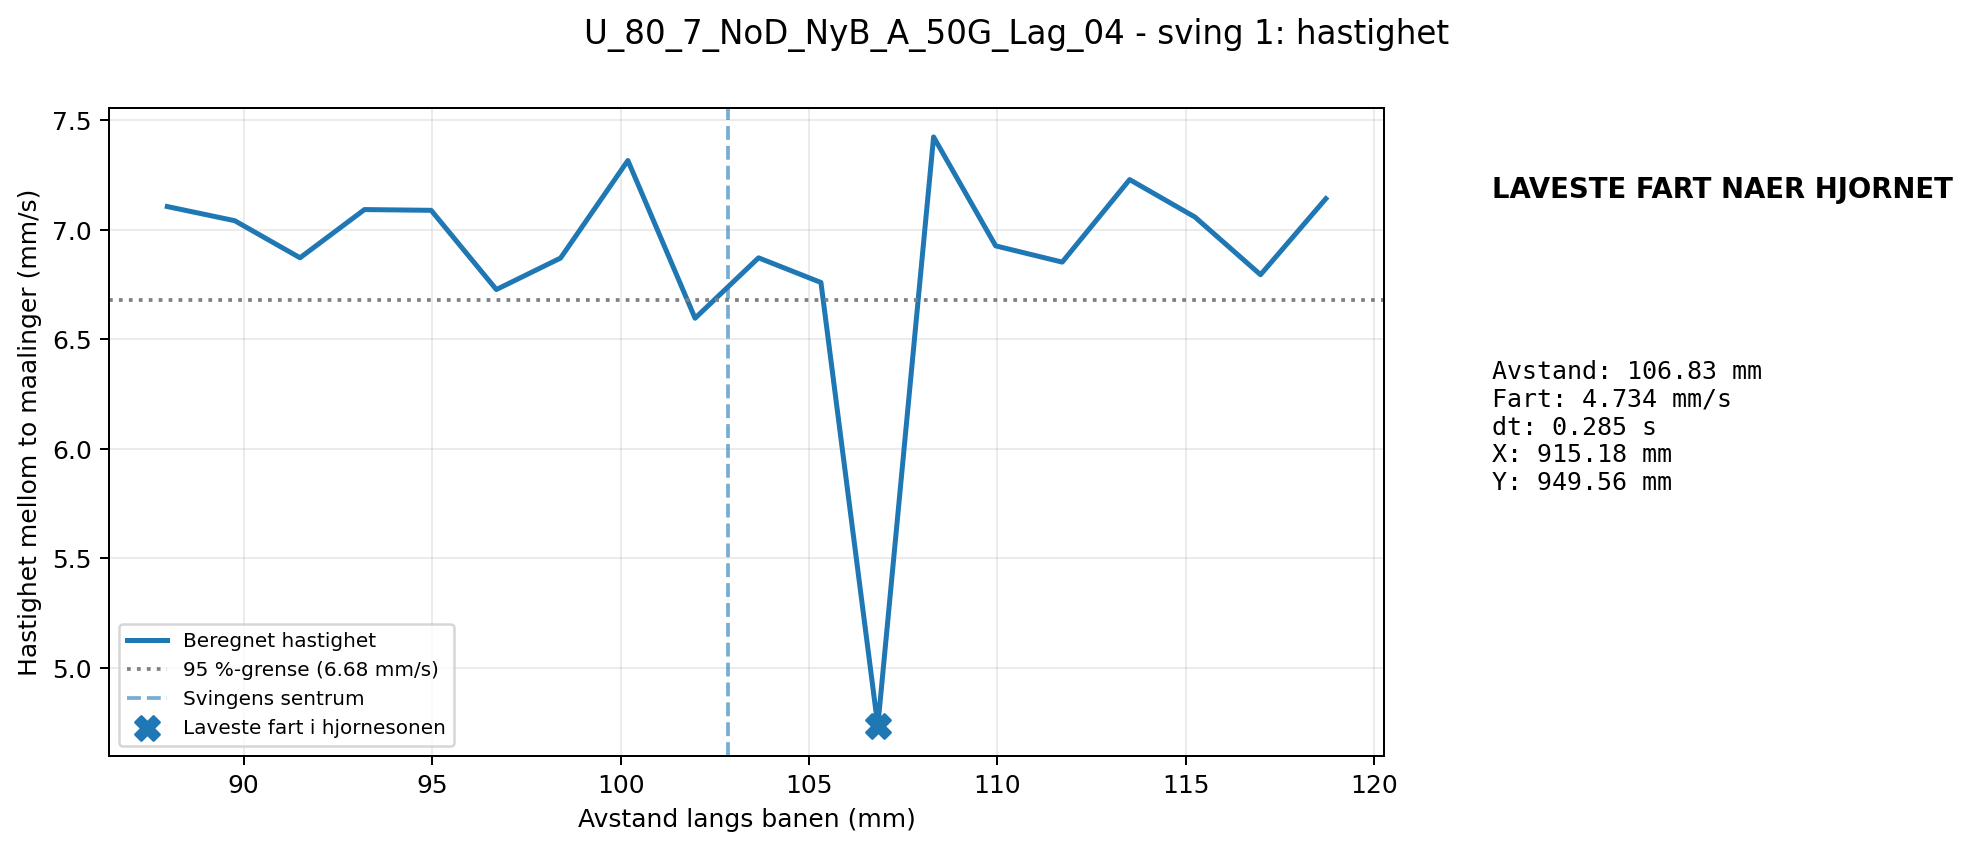 U_80_7_NoD_NyB_A_50G_Lag_04 - sving 1: hastighet
Hastighet mellom to maalinger (mm/s)
7.5
7.0
6.5
6.0
5.5
5.0
Beregnet hastighet
95 %-grense (6.68 mm/s)
Svingens sentrum
Laveste fart i hjornesonen
90
95
100
105
110
115
120
Avstand langs banen (mm)
LAVESTE FART NAER HJORNET
Avstand: 106.83 mm
Fart: 4.734 mm/s
dt: 0.285 s
X: 915.18 mm
Y: 949.56 mm